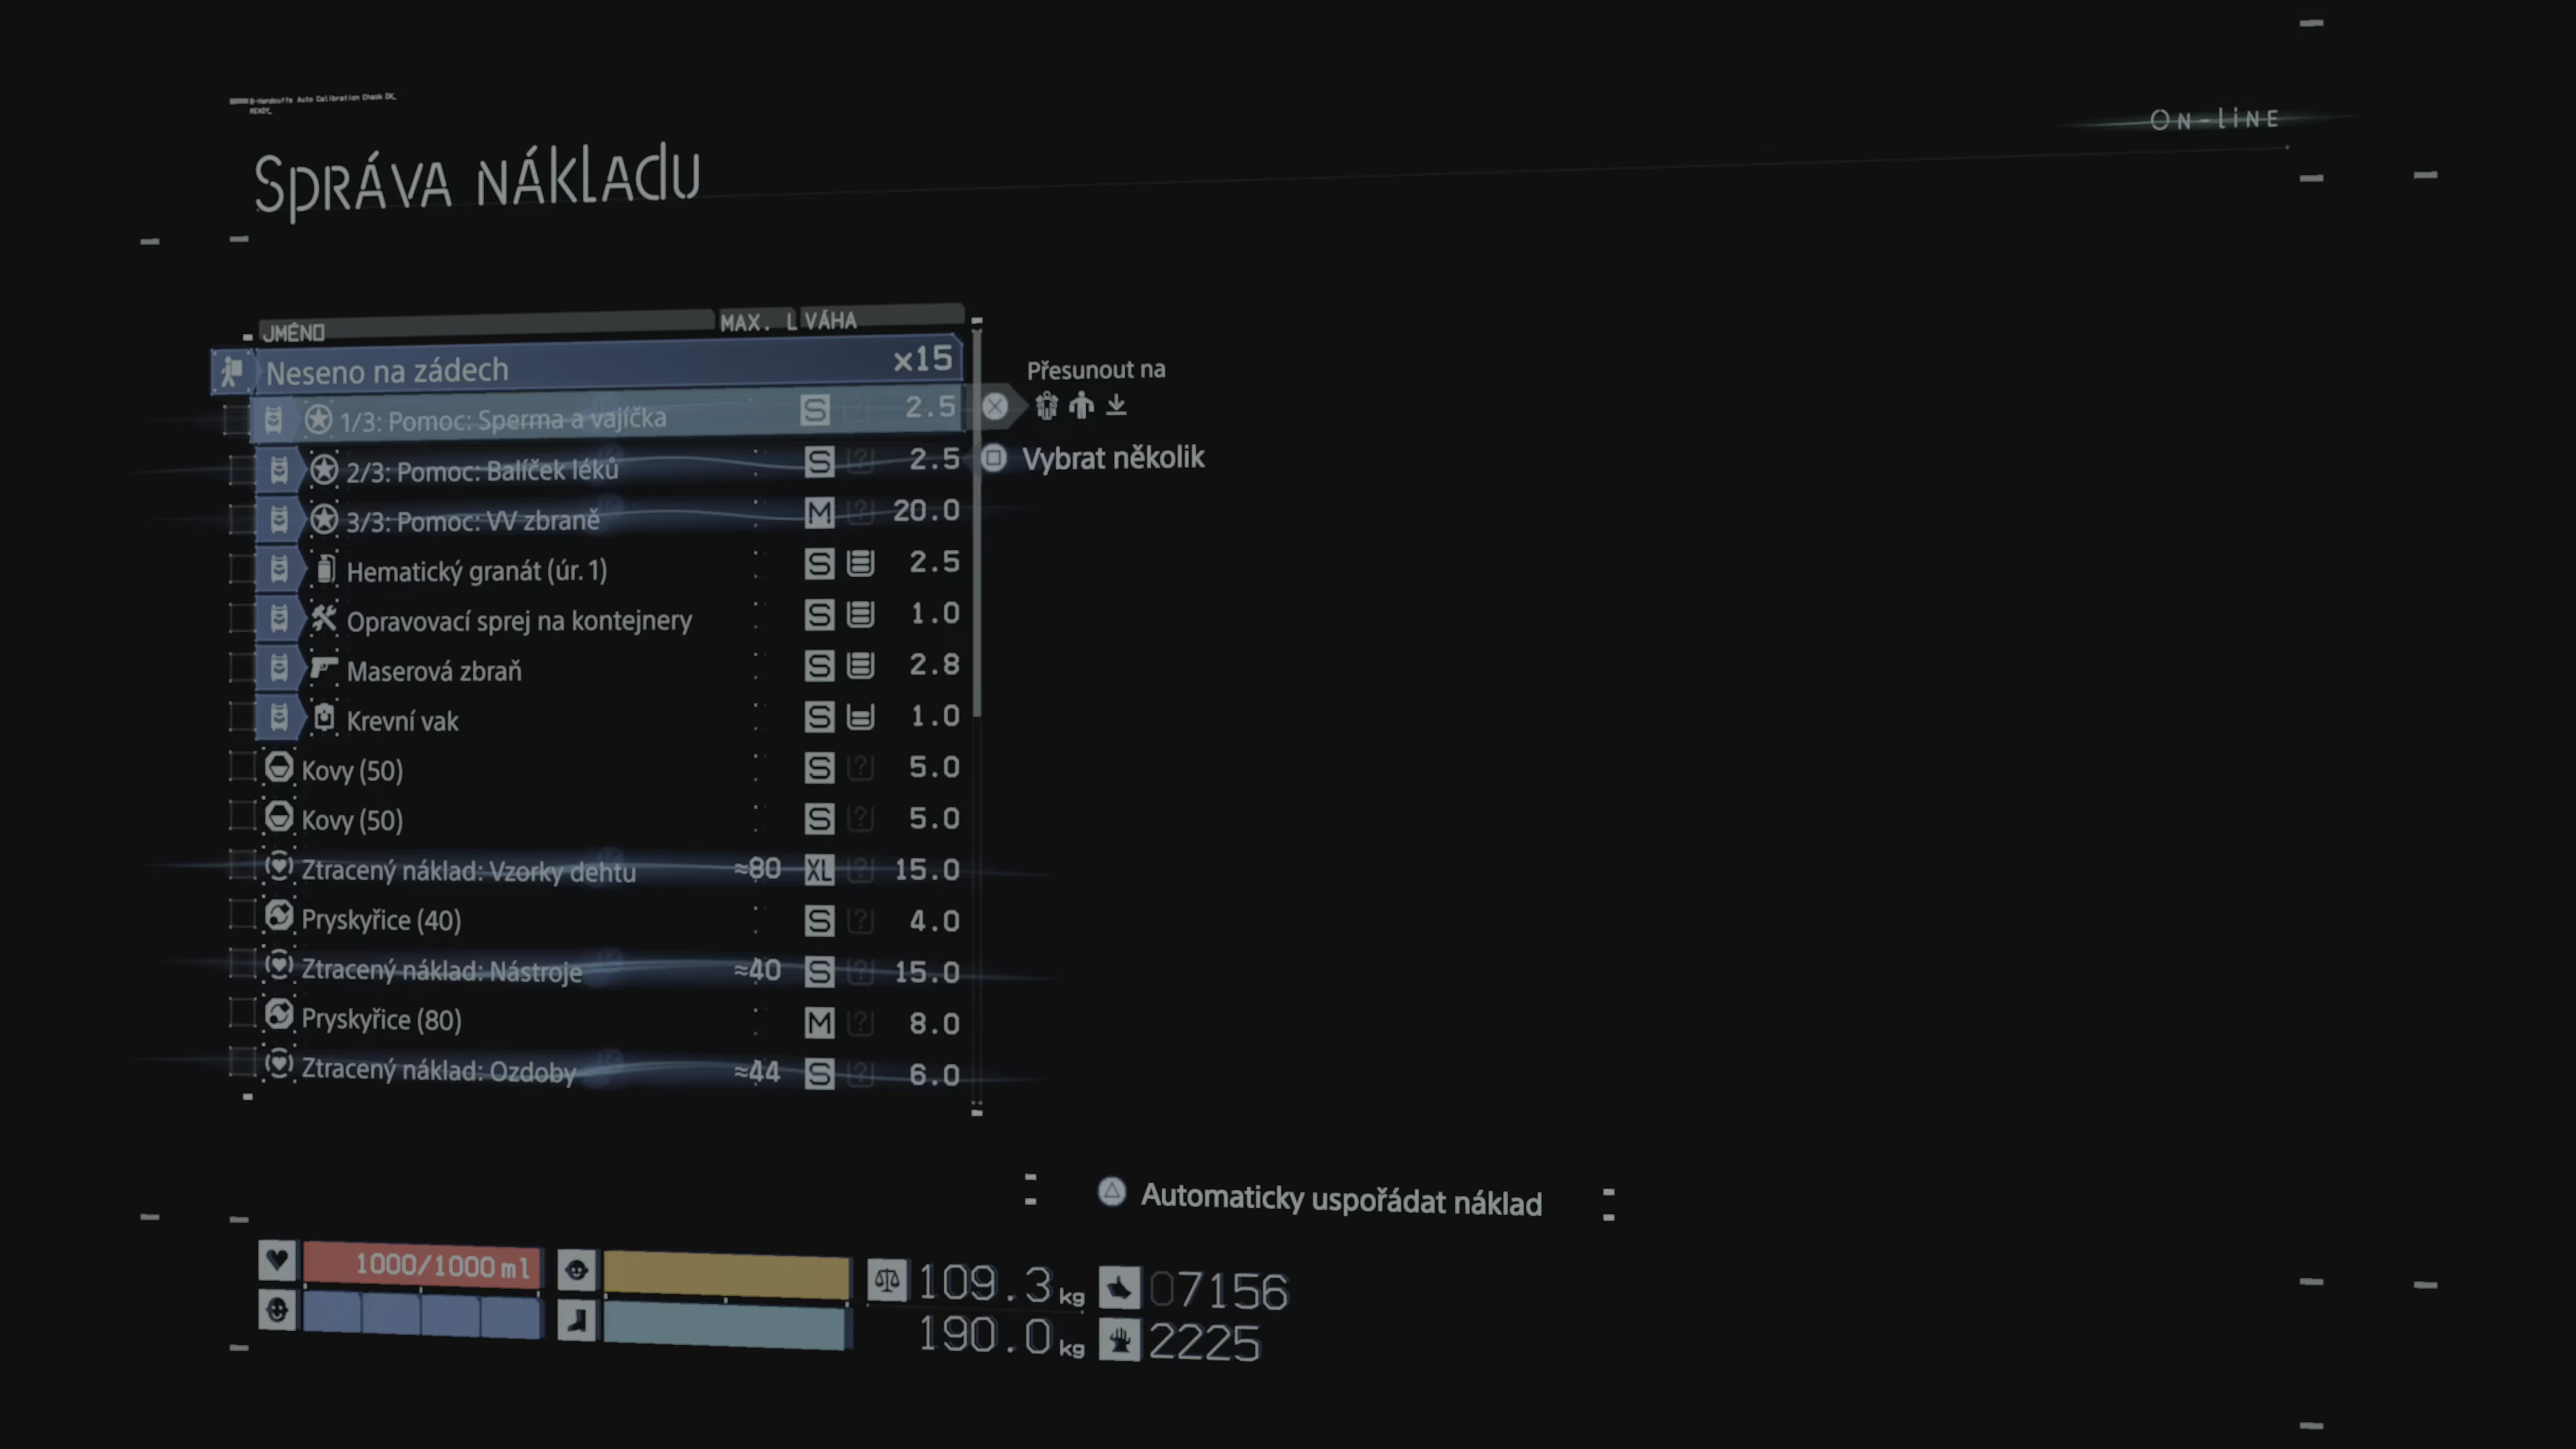 READY_
On-line
Správa nákladu
JMÉNO MAX. L VÁHA
Neseno na zádech x15
1/3: Pomoc: Sperma a vajíčka S 2.5
2/3: Pomoc: Balíček léků S 2.5
3/3: Pomoc: VV zbraně M 20.0
Hematický granát (úr. 1) S 2.5
Opravovací sprej na kontejnery S 1.0
Maserová zbraň S 2.8
Krevní vak S 1.0
Kovy (50) S 5.0
Kovy (50) S 5.0
Ztracený náklad: Vzorky dehtu ≈80 XL 15.0
Pryskyřice (40) S 4.0
Ztracený náklad: Nástroje ≈40 S 15.0
Pryskyřice (80) M 8.0
Ztracený náklad: Ozdoby ≈44 S 6.0
Přesunout na
Vybrat několik
Automaticky uspořádat náklad
1000/1000 ml
109.3 kg
190.0 kg
07156
2225